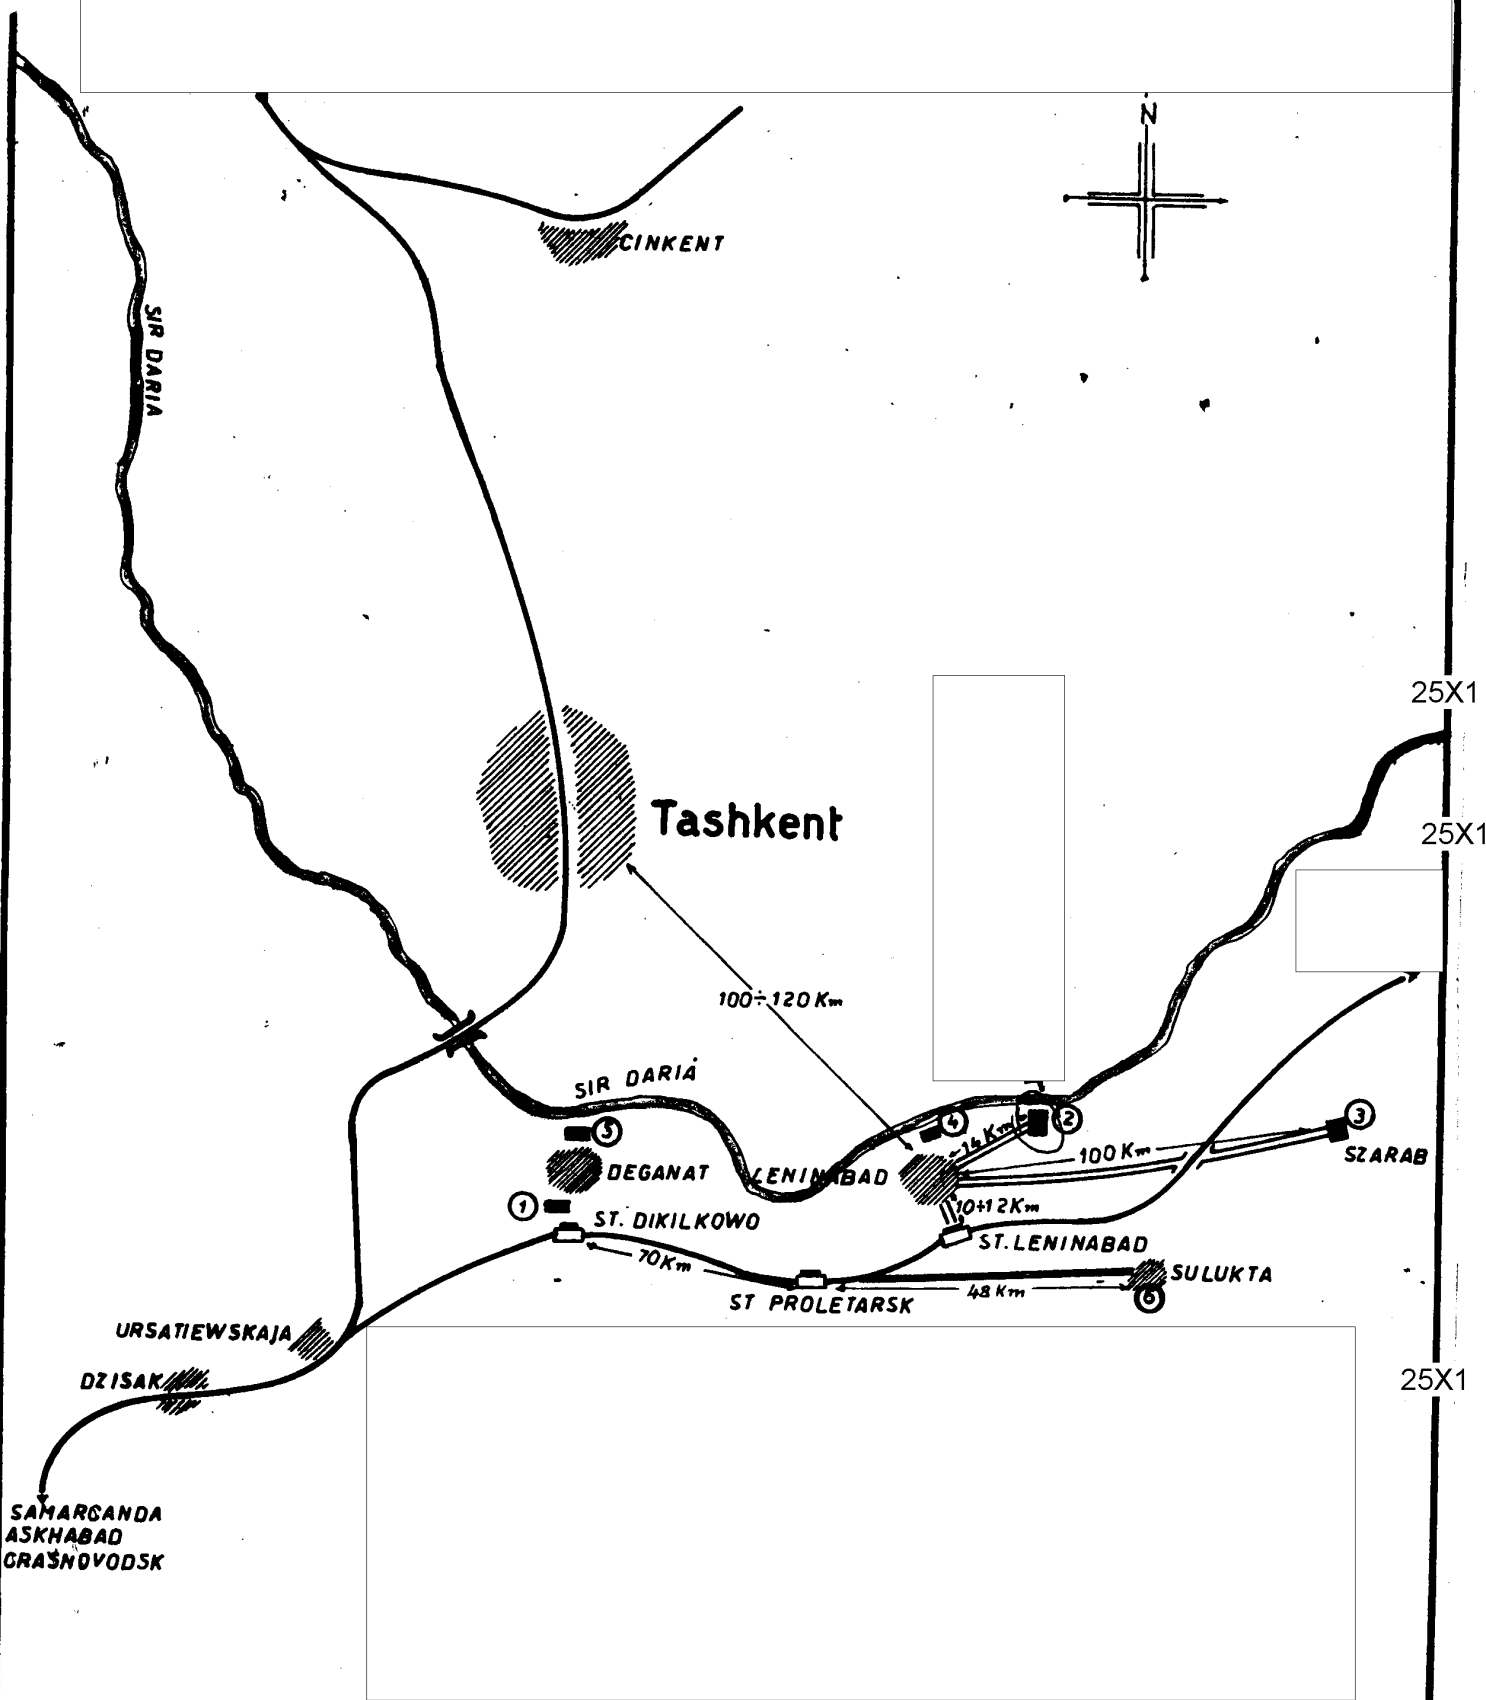 N
CINKENT
SIR DARIA
25X1
Tashkent
25X1
100÷120 Km
SIR DARIA
4
2
3
14 Km
5
100 Km
SZARAB
DEGANAT
LENINABAD
1
10÷12 Km
ST. DIKILKOWO
ST. LENINABAD
70 Km
SULUKTA
48 Km
6
ST PROLETARSK
URSATIEWSKAJA
DZISAK
25X1
SAMARCANDA
ASKHABAD
CRASNOVODSK